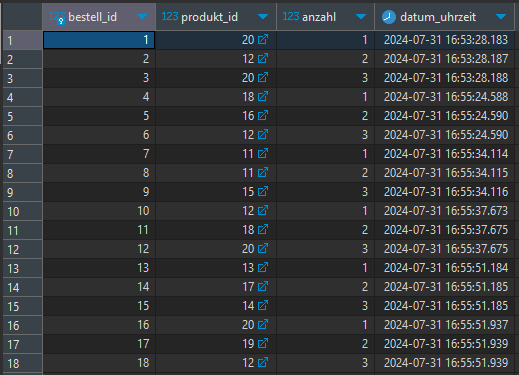 123 bestell_id 123 produkt_id 123 anzahl datum_uhrzeit
1 1 20 1 2024-07-31 16:53:28.183
2 2 12 2 2024-07-31 16:53:28.187
3 3 20 3 2024-07-31 16:53:28.188
4 4 18 1 2024-07-31 16:55:24.588
5 5 16 2 2024-07-31 16:55:24.590
6 6 12 3 2024-07-31 16:55:24.590
7 7 11 1 2024-07-31 16:55:34.114
8 8 11 2 2024-07-31 16:55:34.115
9 9 15 3 2024-07-31 16:55:34.116
10 10 12 1 2024-07-31 16:55:37.673
11 11 18 2 2024-07-31 16:55:37.675
12 12 20 3 2024-07-31 16:55:37.675
13 13 13 1 2024-07-31 16:55:51.184
14 14 17 2 2024-07-31 16:55:51.185
15 15 14 3 2024-07-31 16:55:51.185
16 16 20 1 2024-07-31 16:55:51.937
17 17 19 2 2024-07-31 16:55:51.939
18 18 12 3 2024-07-31 16:55:51.939